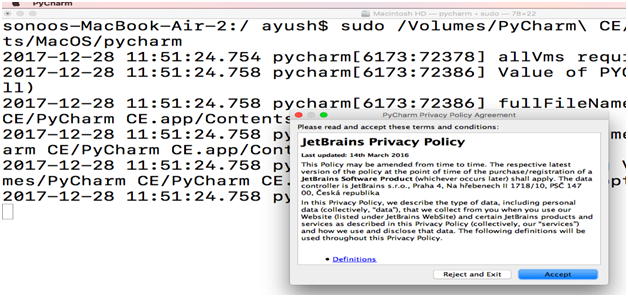 PyCharm
Macintosh HD — pycharm • sudo — 78×22
sonoos-MacBook-Air-2:/ ayush$ sudo /Volumes/PyCharm\ CE/
ts/MacOS/pycharm
2017-12-28 11:51:24.754 pycharm[6173:72378] allVms requi
2017-12-28 11:51:24.758 pycharm[6173:72386] Value of PYC
ll)
2017-12-28 11:51:24.758 pycharm[6173:72386] fullFileName
CE/PyCharm CE.app/Contents
2017-12-28 11:51:24.758
arm CE/PyCharm CE.app/Cont
2017-12-28 11:51:24.758
mes/PyCharm CE/PyCharm CE.
2017-12-28 11:51:24.758 py
PyCharm Privacy Policy Agreement
Please read and accept these terms and conditions:
JetBrains Privacy Policy
Last updated: 14th March 2016
This Policy may be amended from time to time. The respective latest
version of the policy at the point of time of the purchase/registration of a
JetBrains Software Product (whichever occurs later) shall apply. The data
controller is JetBrains s.r.o., Praha 4, Na hřebenech II 1718/10, PSČ 147
00, Česká republika
In this Privacy Policy, we describe the type of data, including personal
data (collectively, "data"), that we collect from you when you use our
Website (listed under JetBrains WebSite) and certain JetBrains products and
services as described in this Privacy Policy (collectively, our "services")
and how we use and disclose that data. The following definitions will be
used throughout this Privacy Policy.
• Definitions
Reject and Exit
Accept